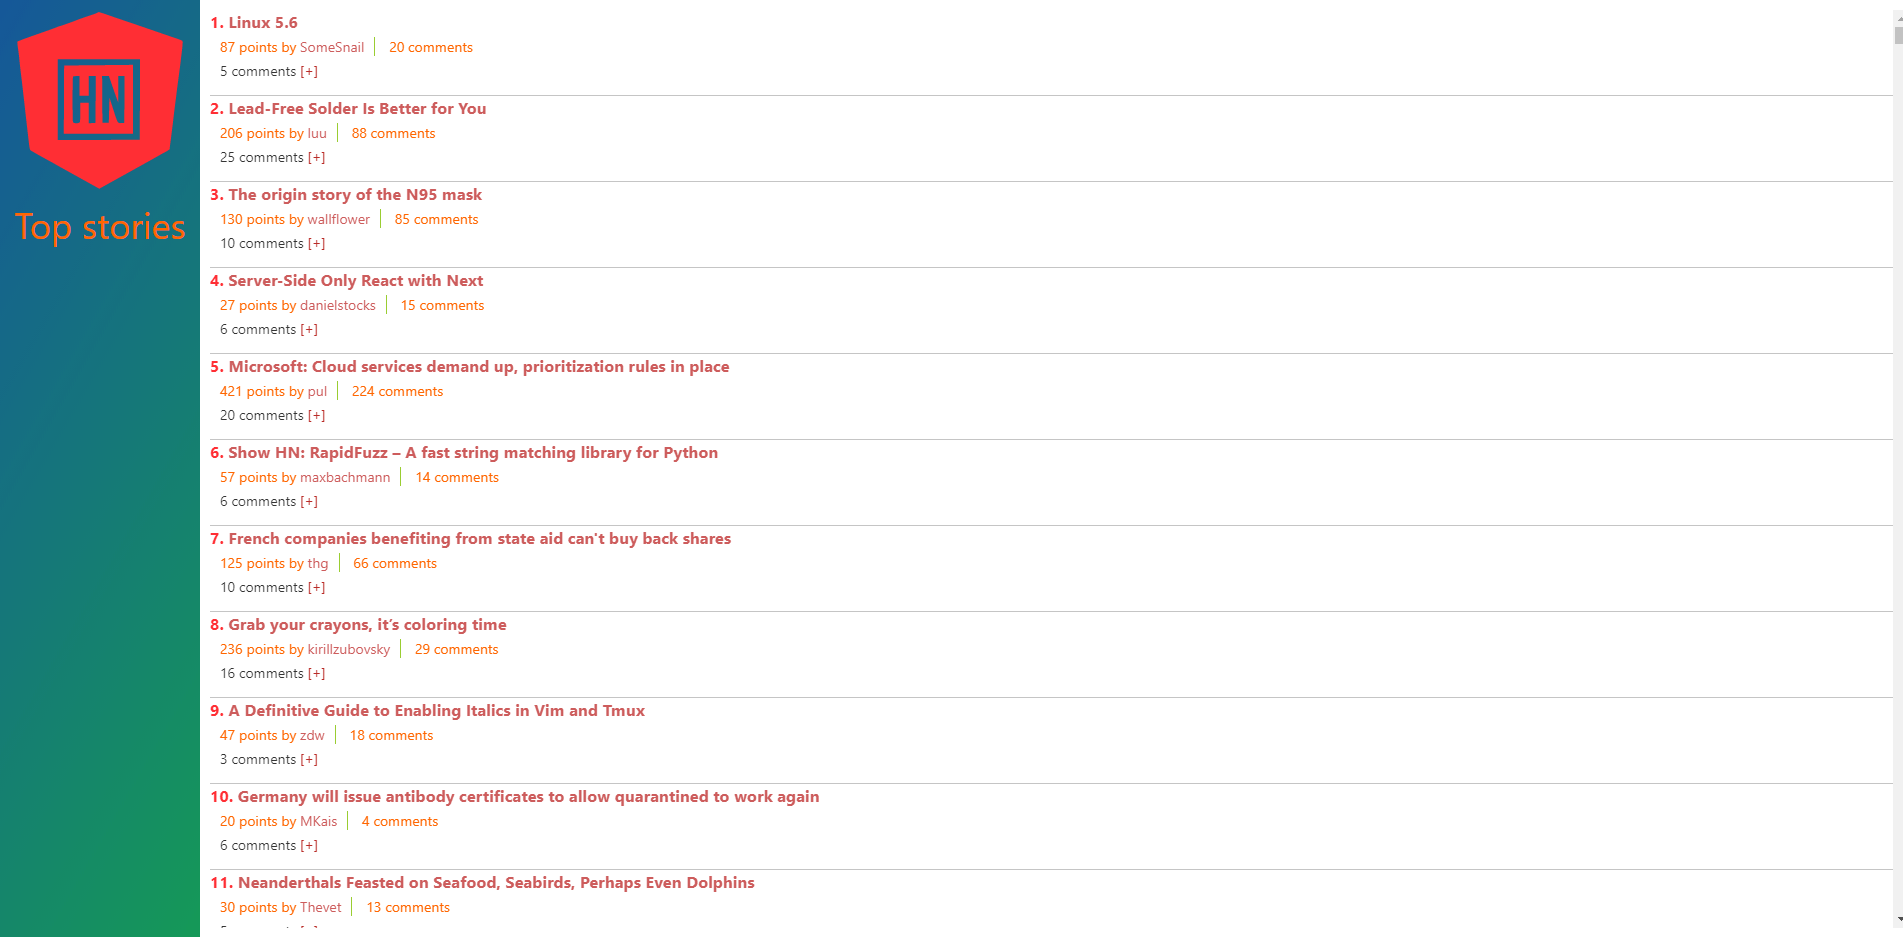 HN
Top stories
1. Linux 5.6
87 points by SomeSnail | 20 comments
5 comments [+]
2. Lead-Free Solder Is Better for You
206 points by luu | 88 comments
25 comments [+]
3. The origin story of the N95 mask
130 points by wallflower | 85 comments
10 comments [+]
4. Server-Side Only React with Next
27 points by danielstocks | 15 comments
6 comments [+]
5. Microsoft: Cloud services demand up, prioritization rules in place
421 points by pul | 224 comments
20 comments [+]
6. Show HN: RapidFuzz – A fast string matching library for Python
57 points by maxbachmann | 14 comments
6 comments [+]
7. French companies benefiting from state aid can't buy back shares
125 points by thg | 66 comments
10 comments [+]
8. Grab your crayons, it’s coloring time
236 points by kirillzubovsky | 29 comments
16 comments [+]
9. A Definitive Guide to Enabling Italics in Vim and Tmux
47 points by zdw | 18 comments
3 comments [+]
10. Germany will issue antibody certificates to allow quarantined to work again
20 points by MKais | 4 comments
6 comments [+]
11. Neanderthals Feasted on Seafood, Seabirds, Perhaps Even Dolphins
30 points by Thevet | 13 comments